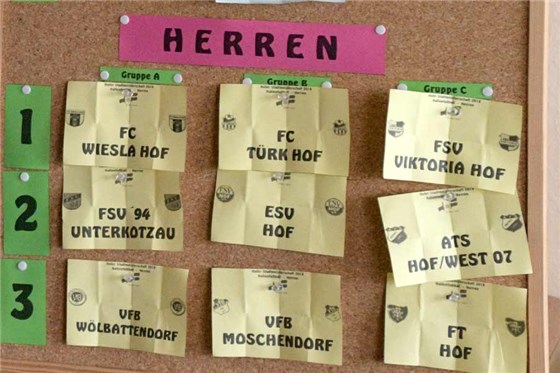 HERREN
Gruppe A
Gruppe B
Gruppe C
1
FC
WIESLA HOF
FC
TÜRK HOF
FSV
VIKTORIA HOF
2
FSV ´94
UNTERKOTZAU
ESV
HOF
ATS
HOF/WEST 07
3
VFB
WÖLBATTENDORF
VFB
MOSCHENDORF
FT
HOF